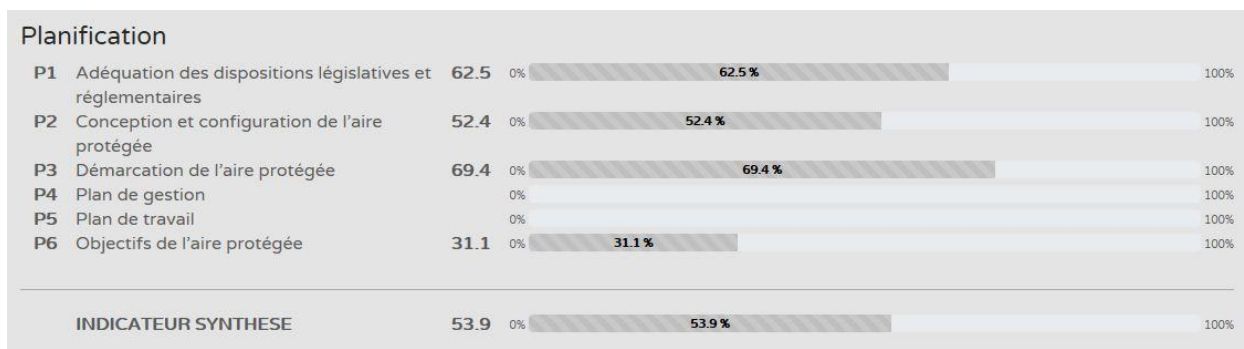 Planification
P1 Adéquation des dispositions législatives et 62.5 0% 62.5 % 100%
réglementaires
P2 Conception et configuration de l'aire 52.4 0% 52.4 % 100%
protégée
P3 Démarcation de l'aire protégée 69.4 0% 69.4 % 100%
P4 Plan de gestion 0% 100%
P5 Plan de travail 0% 100%
P6 Objectifs de l'aire protégée 31.1 0% 31.1 % 100%
INDICATEUR SYNTHESE 53.9 0% 53.9 % 100%